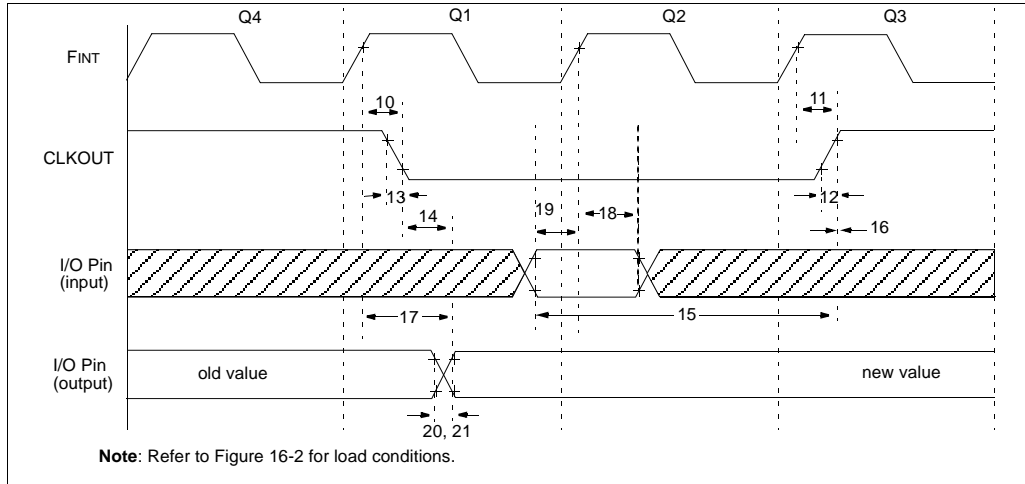 Q4 Q1 Q2 Q3
FINT
10 11
CLKOUT
13 12
14 19 18 16
I/O Pin
(input)
17 15
I/O Pin
(output)
old value new value
20, 21
Note: Refer to Figure 16-2 for load conditions.